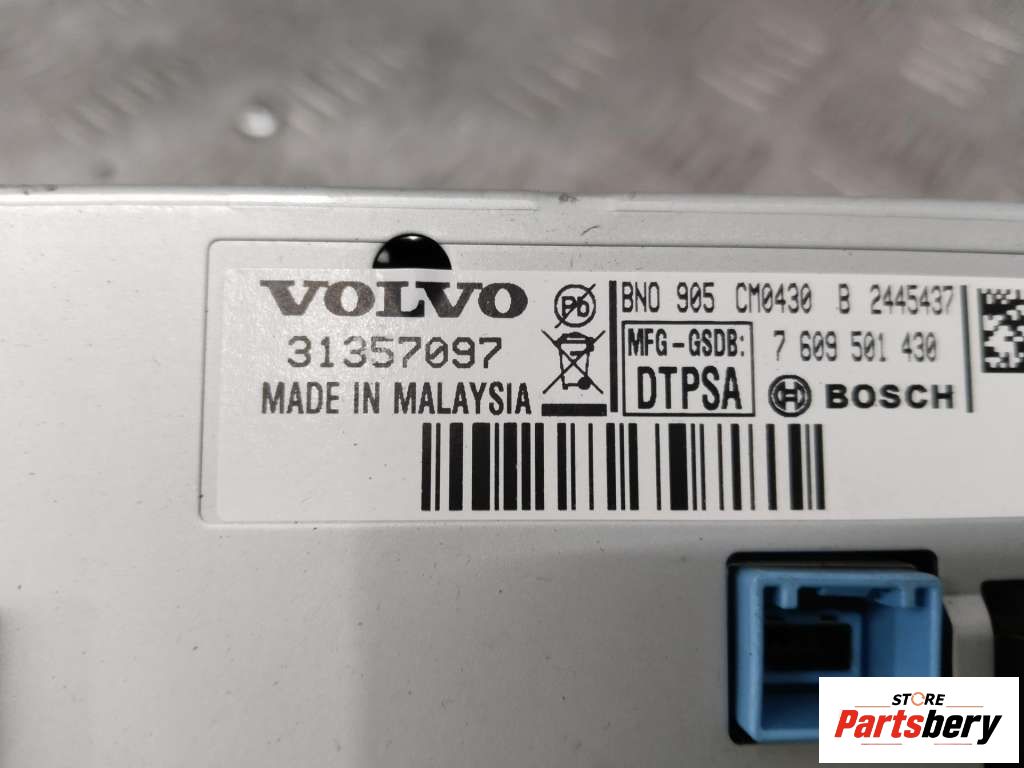 VOLVO
31357097
MADE IN MALAYSIA
Pb
BNO 905 CM0430 B 2445437
MFG-GSDB:
DTPSA
7 609 501 430
BOSCH
STORE
Partsbery